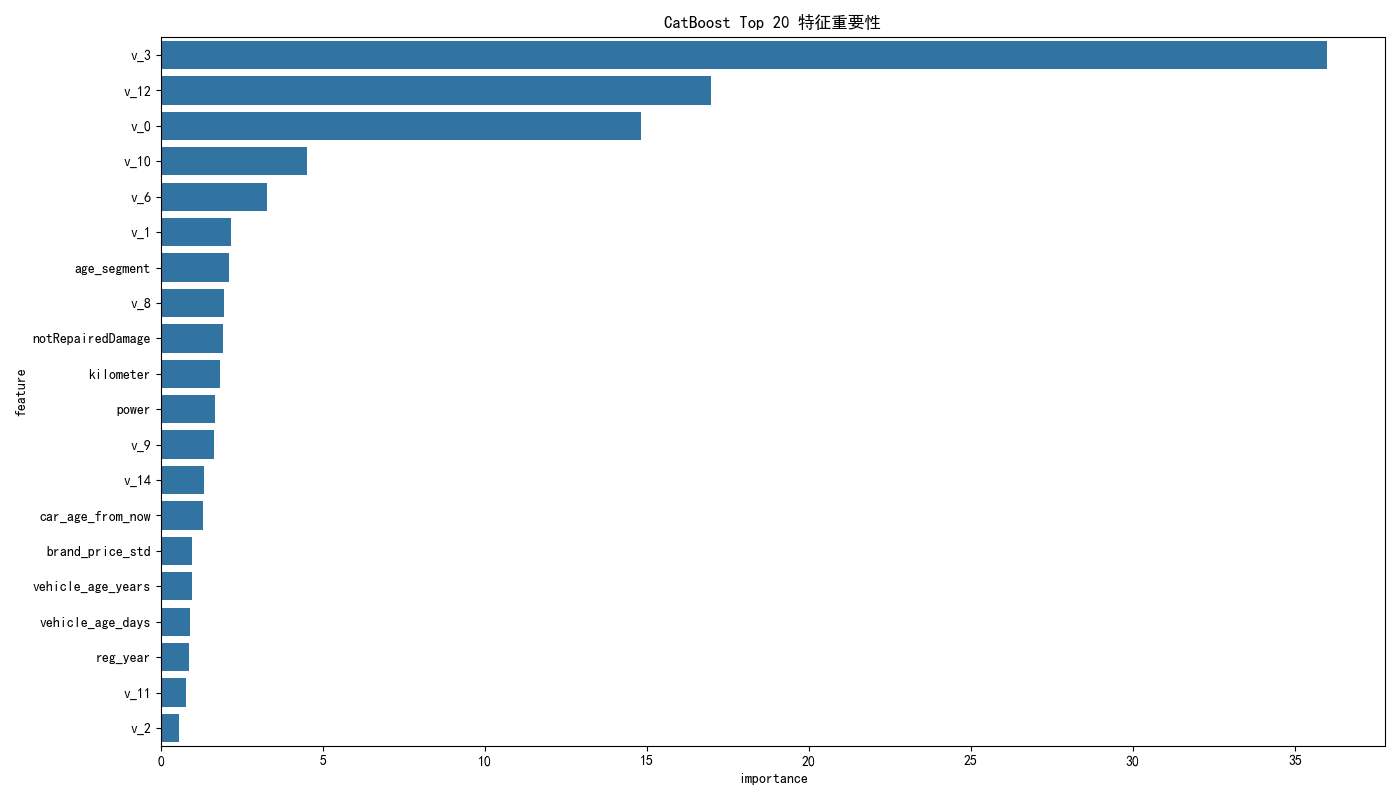 CatBoost Top 20 特征重要性
v_3
v_12
v_0
v_10
v_6
v_1
age_segment
v_8
notRepairedDamage
kilometer
power
v_9
v_14
car_age_from_now
brand_price_std
vehicle_age_years
vehicle_age_days
reg_year
v_11
v_2
feature
0 5 10 15 20 25 30 35
importance